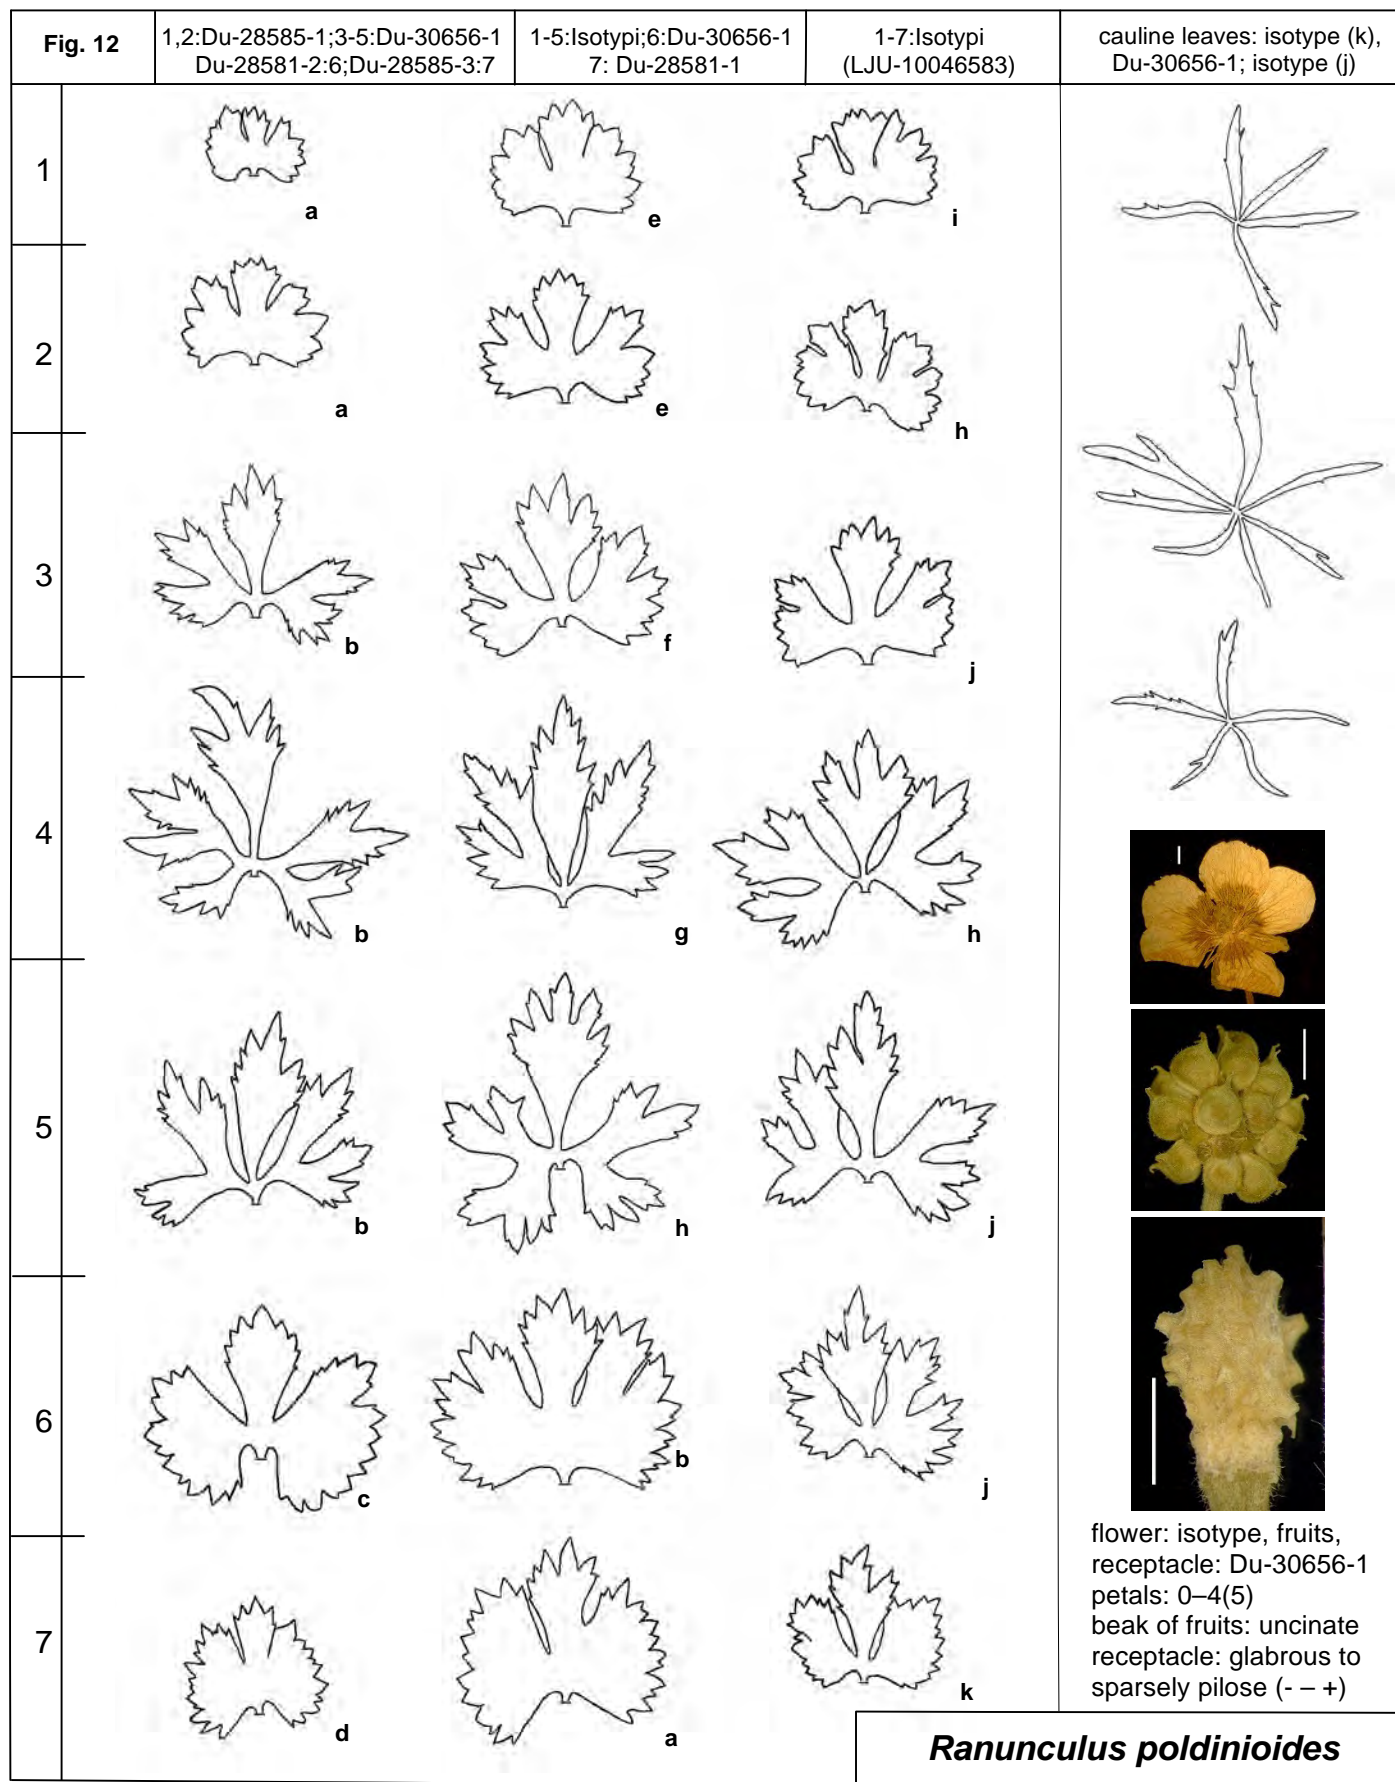 Fig. 12
1,2:Du-28585-1;3-5:Du-30656-1
Du-28581-2:6;Du-28585-3:7
1-5:Isotypi;6:Du-30656-1
7: Du-28581-1
1-7:Isotypi
(LJU-10046583)
cauline leaves: isotype (k),
Du-30656-1; isotype (j)
1
a
e
i
2
a
e
h
3
b
f
j
4
b
g
h
5
b
h
j
6
c
b
j
7
d
a
k
flower: isotype, fruits,
receptacle: Du-30656-1
petals: 0–4(5)
beak of fruits: uncinate
receptacle: glabrous to
sparsely pilose (- – +)
Ranunculus poldinioides